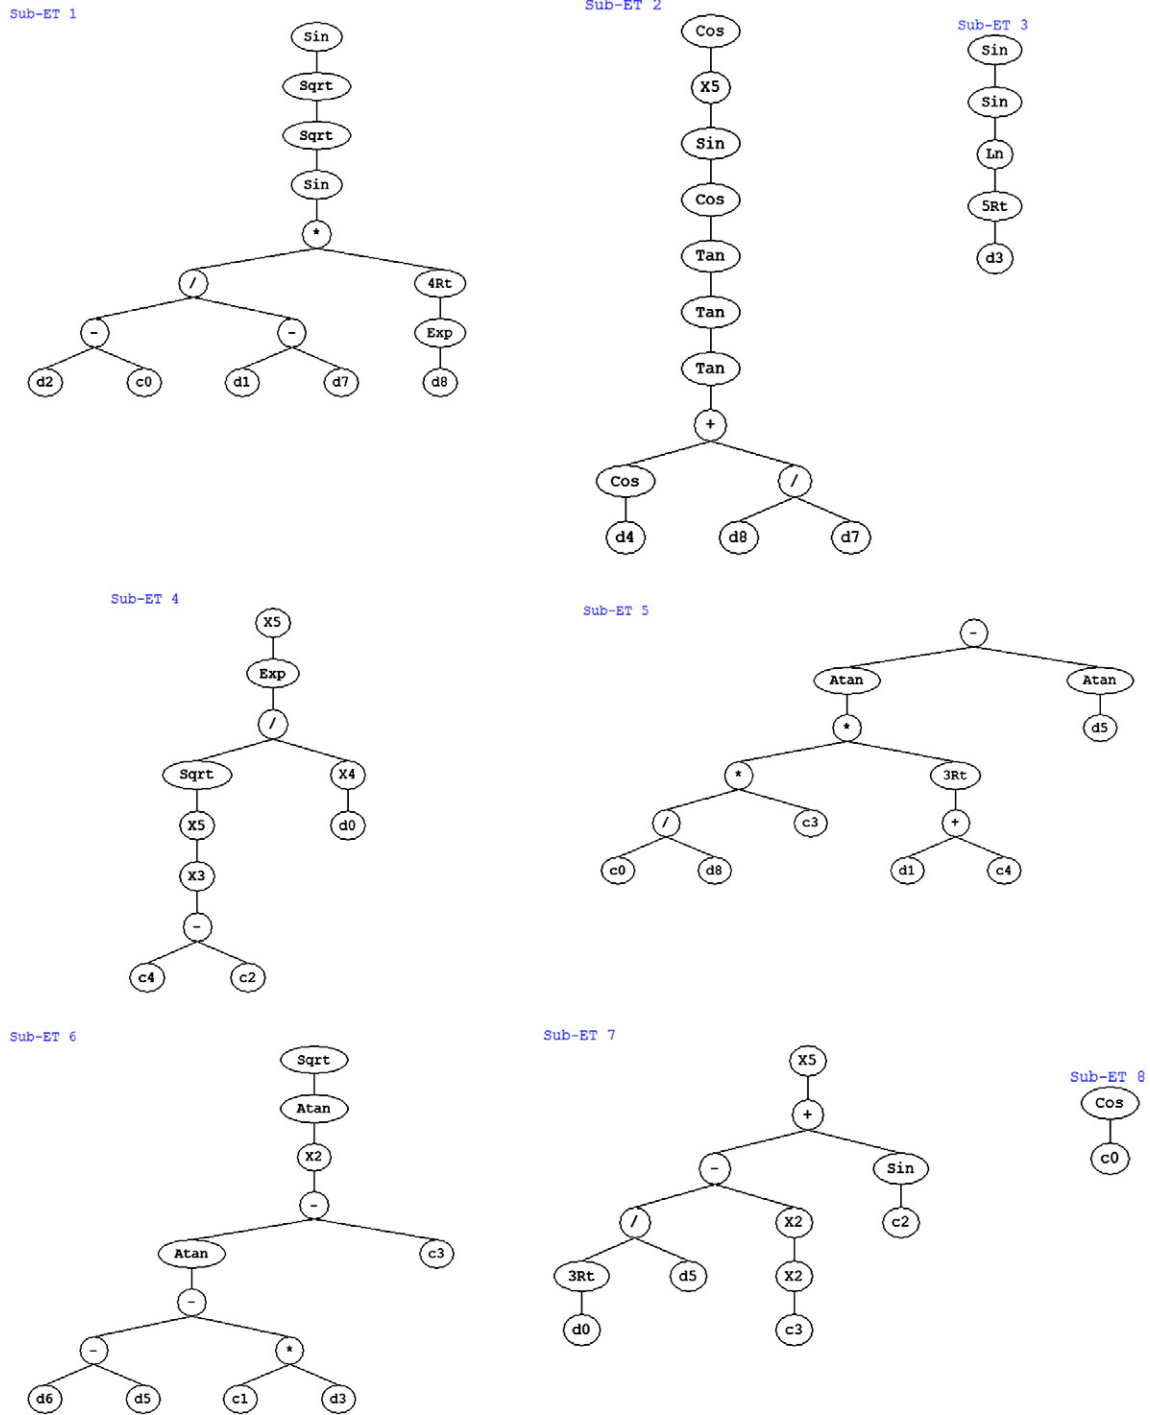 Sub-ET 1
Sin
Sqrt
Sqrt
Sin
*
/ 4Rt
- - Exp
d2 c0 d1 d7 d8
Sub-ET 2
Cos
X5
Sin
Cos
Tan
Tan
Tan
+
Cos /
d4 d8 d7
Sub-ET 3
Sin
Sin
Ln
5Rt
d3
Sub-ET 4
X5
Exp
/
Sqrt X4
X5 d0
X3
-
c4 c2
Sub-ET 5
-
Atan Atan
* d5
* 3Rt
/ c3 +
c0 d8 d1 c4
Sub-ET 6
Sqrt
Atan
X2
-
Atan c3
-
- *
d6 d5 c1 d3
Sub-ET 7
X5
+
- Sin
/ X2 c2
3Rt d5 X2
d0 c3
Sub-ET 8
Cos
c0